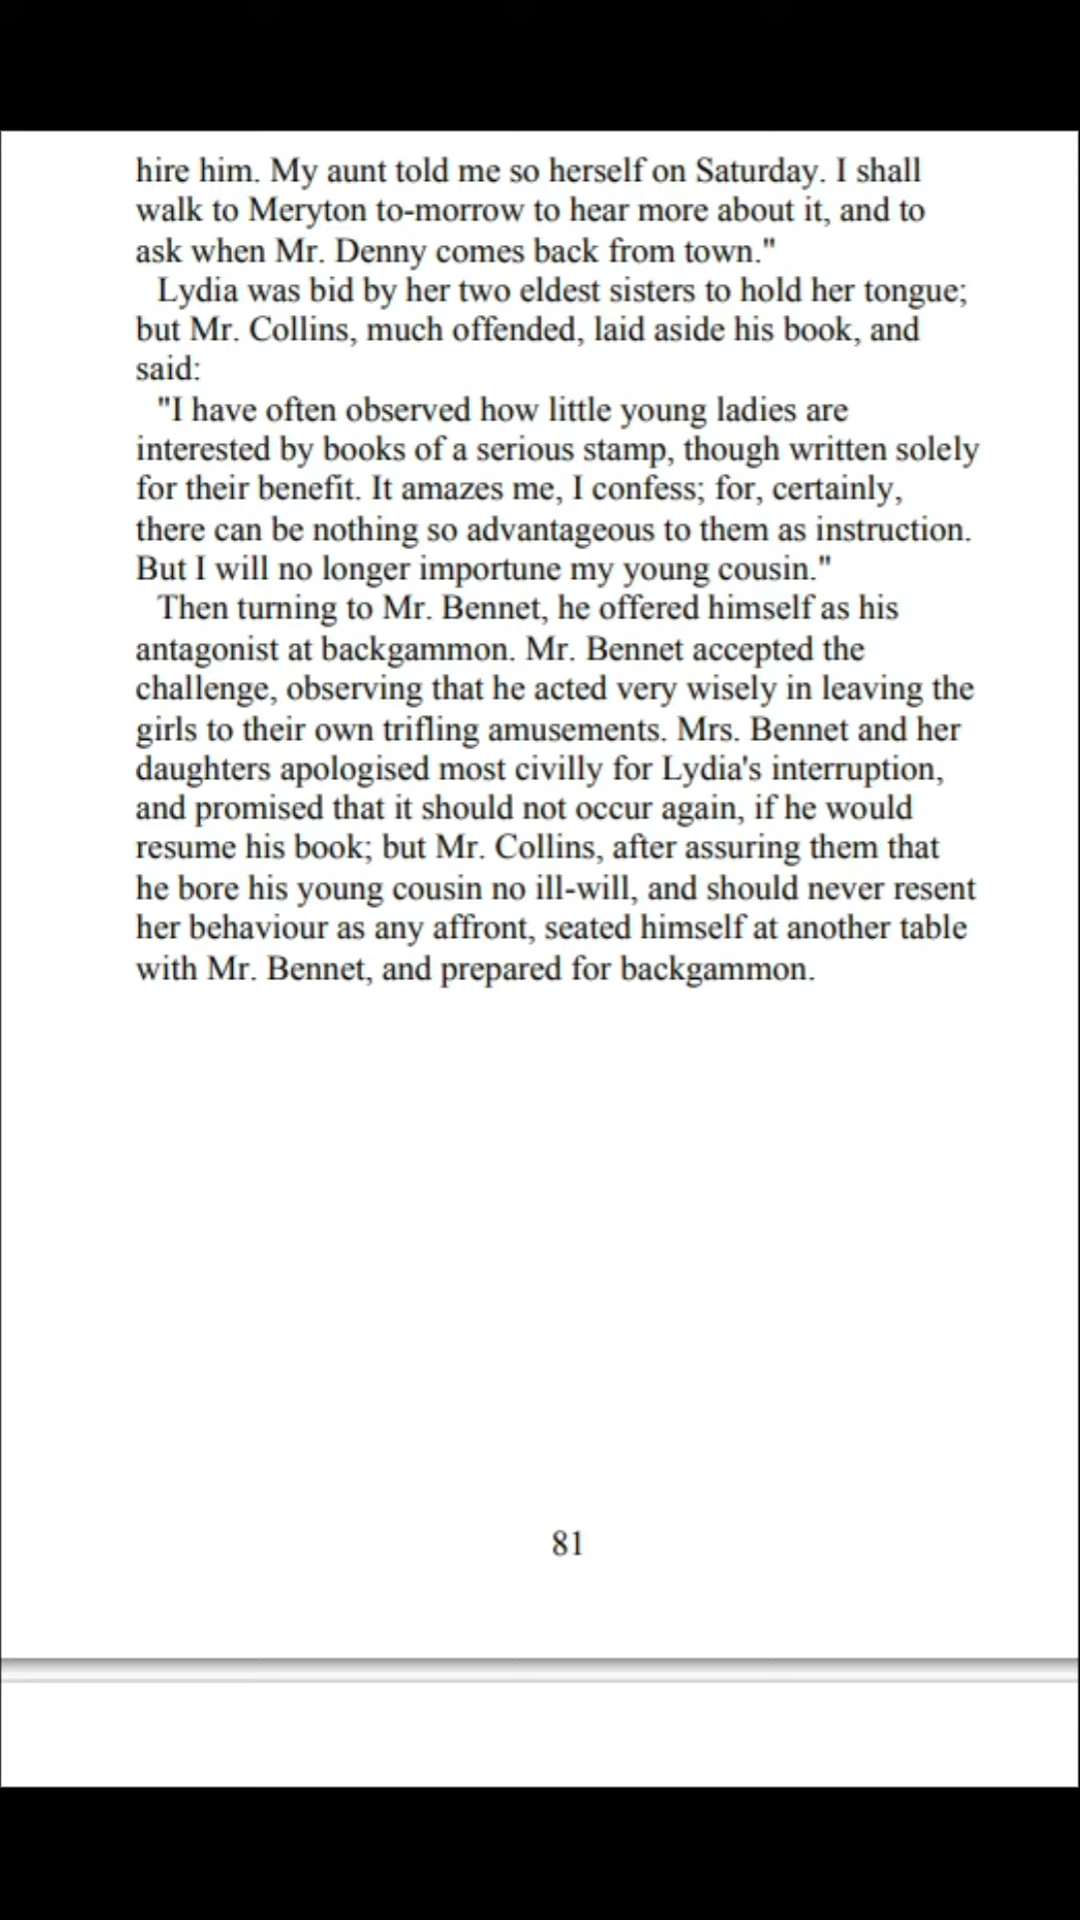 hire him. My aunt told me so herself on Saturday. I shall
walk to Meryton to-morrow to hear more about it, and to
ask when Mr. Denny comes back from town."
Lydia was bid by her two eldest sisters to hold her tongue;
but Mr. Collins, much offended, laid aside his book, and
said:
"I have often observed how little young ladies are
interested by books of a serious stamp, though written solely
for their benefit. It amazes me, I confess; for, certainly,
there can be nothing so advantageous to them as instruction.
But I will no longer importune my young cousin."
Then turning to Mr. Bennet, he offered himself as his
antagonist at backgammon. Mr. Bennet accepted the
challenge, observing that he acted very wisely in leaving the
girls to their own trifling amusements. Mrs. Bennet and her
daughters apologised most civilly for Lydia's interruption,
and promised that it should not occur again, if he would
resume his book; but Mr. Collins, after assuring them that
he bore his young cousin no ill-will, and should never resent
her behaviour as any affront, seated himself at another table
with Mr. Bennet, and prepared for backgammon.
81